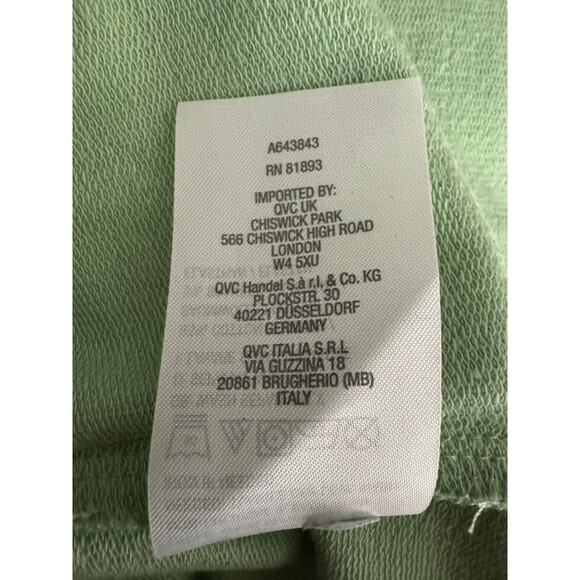 A643843
RN 81893
IMPORTED BY:
QVC UK
CHISWICK PARK
566 CHISWICK HIGH ROAD
LONDON
W4 5XU
QVC Handel S.à r.l, & Co. KG
PLOCKSTR. 30
40221 DÜSSELDORF
GERMANY
QVC ITALIA S.R.L
VIA GUZZINA 18
20861 BRUGHERIO (MB)
ITALY